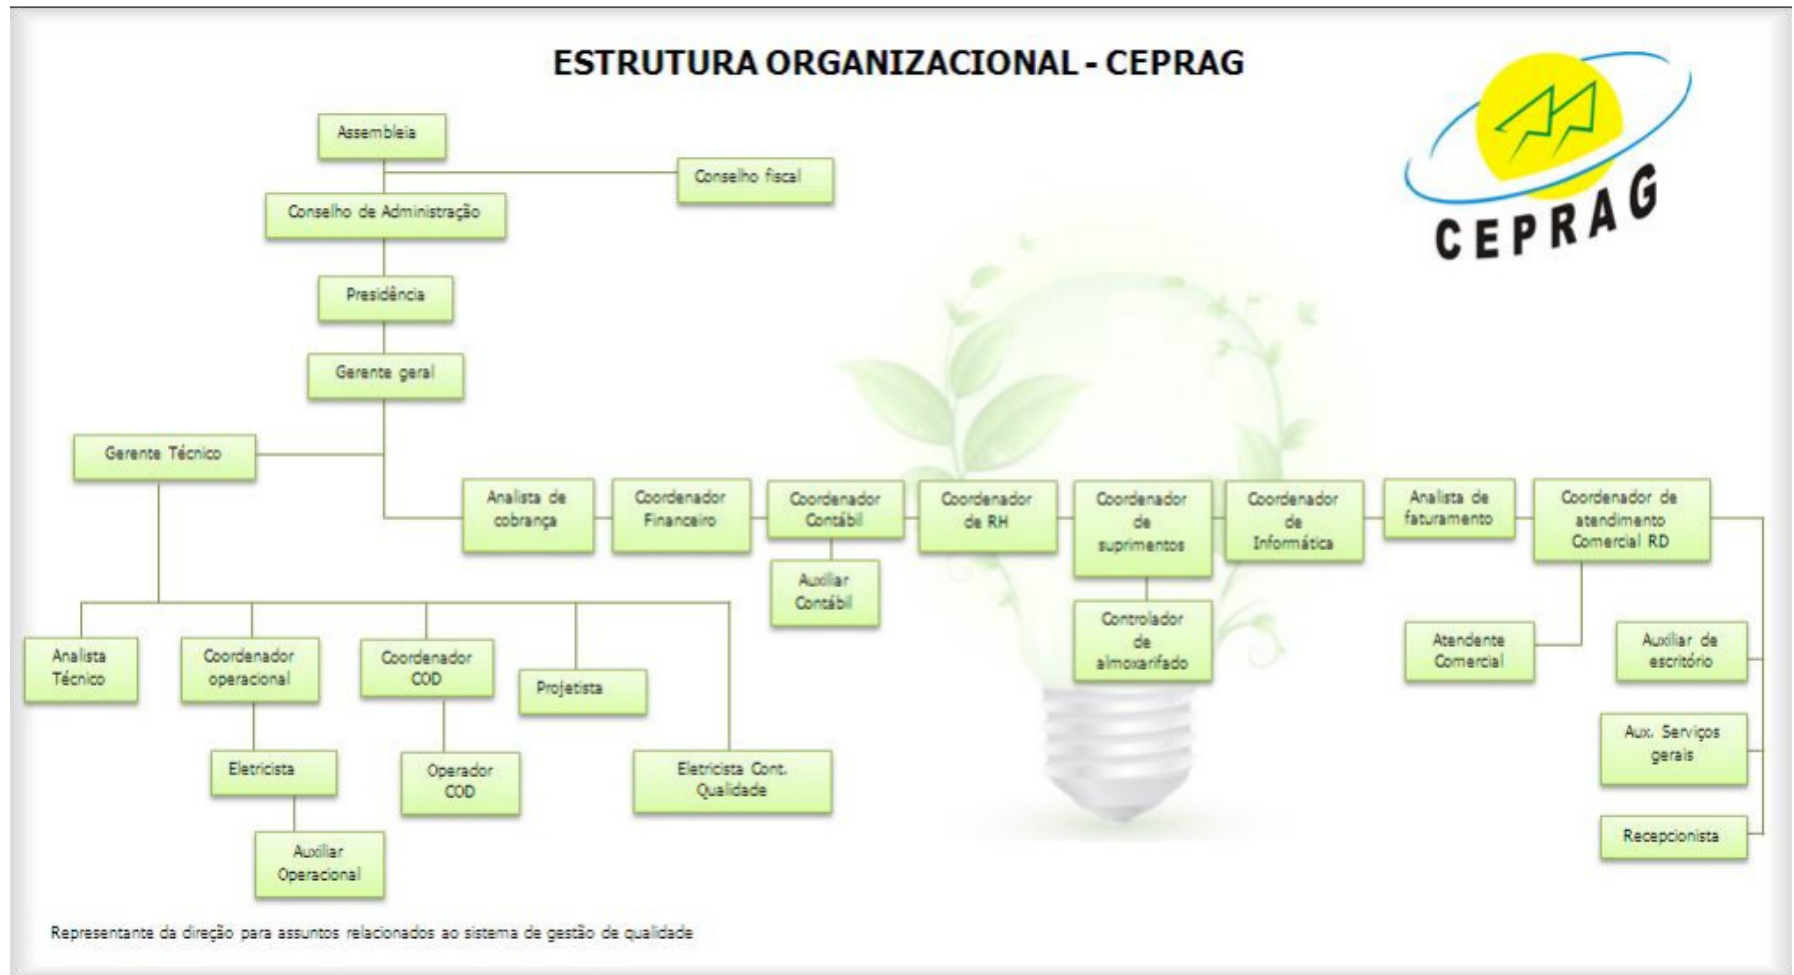 ESTRUTURA ORGANIZACIONAL - CEPRAG
CEPRAG
Assembleia
Conselho fiscal
Conselho de Administração
Presidência
Gerente geral
Gerente Técnico
Analista de
cobrança
Coordenador
Financeiro
Coordenador
Contábil
Coordenador
de RH
Coordenador
de
suprimentos
Coordenador
de
Informática
Analista de
faturamento
Coordenador de
atendimento
Comercial RD
Auxiliar
Contábil
Controlador
de
almoxarifado
Atendente
Comercial
Auxiliar de
escritório
Aux. Serviços
gerais
Recepcionista
Analista
Técnico
Coordenador
operacional
Coordenador
COD
Projetista
Eletricista
Operador
COD
Eletricista Cont.
Qualidade
Auxiliar
Operacional
Representante da direção para assuntos relacionados ao sistema de gestão de qualidade